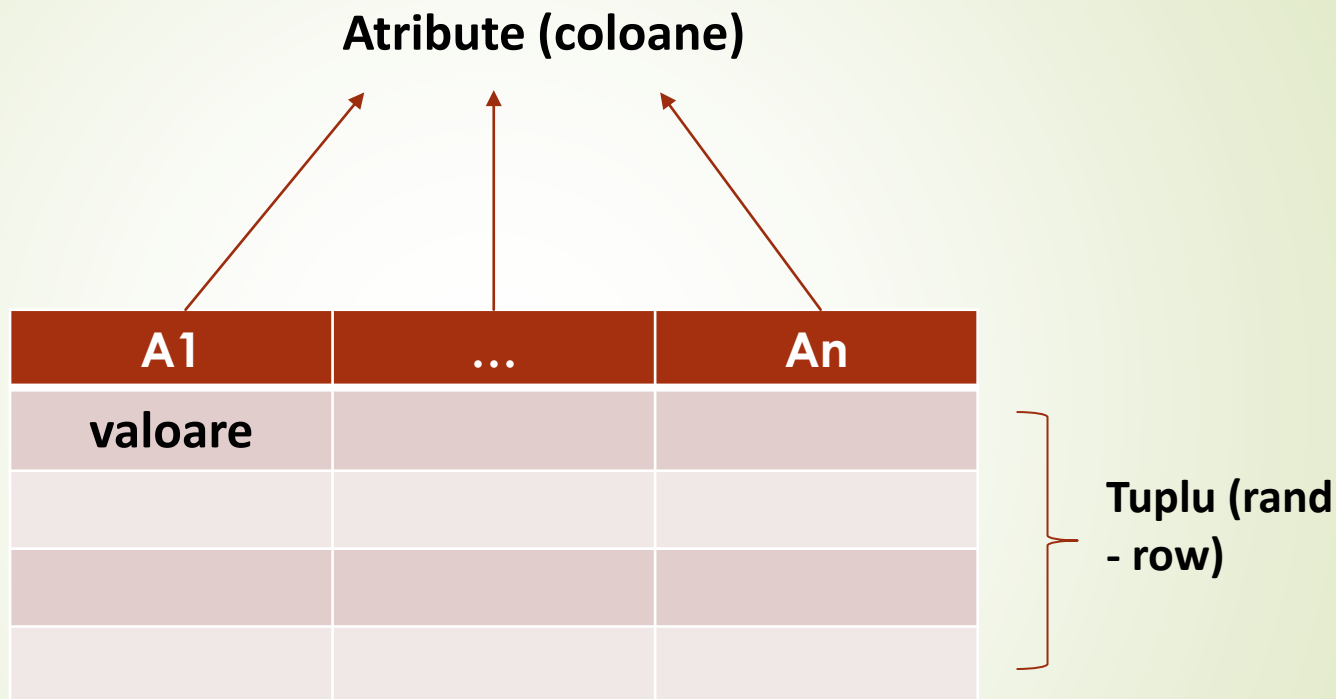 Atribute (coloane)
A1 ... An
valoare
Tuplu (rand
- row)